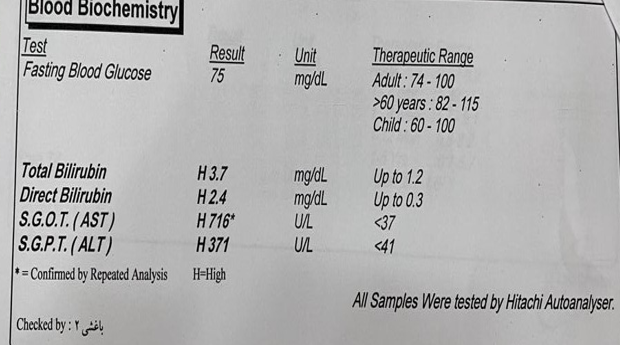 Blood Biochemistry
Test Result Unit Therapeutic Range
Fasting Blood Glucose 75 mg/dL Adult : 74 - 100
>60 years : 82 - 115
Child : 60 - 100
Total Bilirubin H 3.7 mg/dL Up to 1.2
Direct Bilirubin H 2.4 mg/dL Up to 0.3
S.G.O.T. ( AST ) H 716* U/L <37
S.G.P.T. ( ALT ) H 371 U/L <41
* = Confirmed by Repeated Analysis H=High
All Samples Were tested by Hitachi Autoanalyser.
Checked by : باغشی ۲